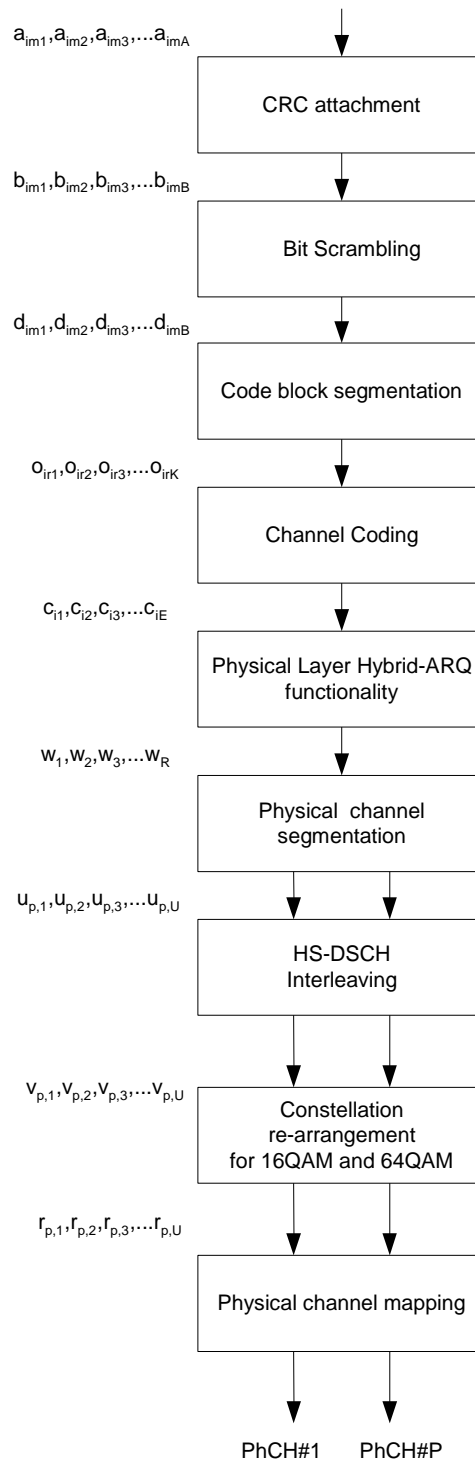 a_im1,a_im2,a_im3,...a_imA
CRC attachment
b_im1,b_im2,b_im3,...b_imB
Bit Scrambling
d_im1,d_im2,d_im3,...d_imB
Code block segmentation
o_ir1,o_ir2,o_ir3,...o_irK
Channel Coding
c_i1,c_i2,c_i3,...c_iE
Physical Layer Hybrid-ARQ
functionality
w_1,w_2,w_3,...w_R
Physical channel
segmentation
u_p,1,u_p,2,u_p,3,...u_p,U
HS-DSCH
Interleaving
v_p,1,v_p,2,v_p,3,...v_p,U
Constellation
re-arrangement
for 16QAM and 64QAM
r_p,1,r_p,2,r_p,3,...r_p,U
Physical channel mapping
PhCH#1 PhCH#P